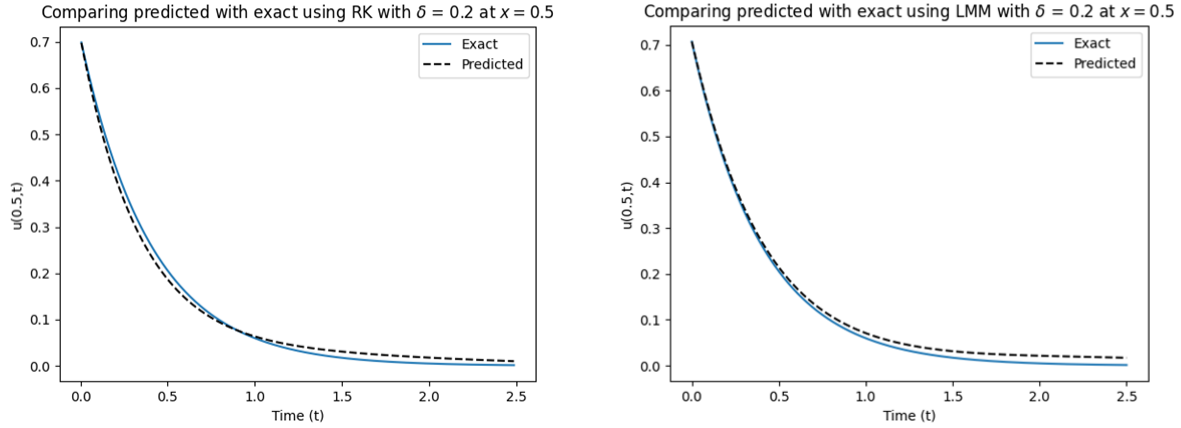 Comparing predicted with exact using RK with δ = 0.2 at x = 0.5
0.7
0.6
0.5
0.4
0.3
0.2
0.1
0.0
u(0.5,t)
Exact
Predicted
0.0 0.5 1.0 1.5 2.0 2.5
Time (t)
Comparing predicted with exact using LMM with δ = 0.2 at x = 0.5
0.7
0.6
0.5
0.4
0.3
0.2
0.1
0.0
u(0.5,t)
Exact
Predicted
0.0 0.5 1.0 1.5 2.0 2.5
Time (t)